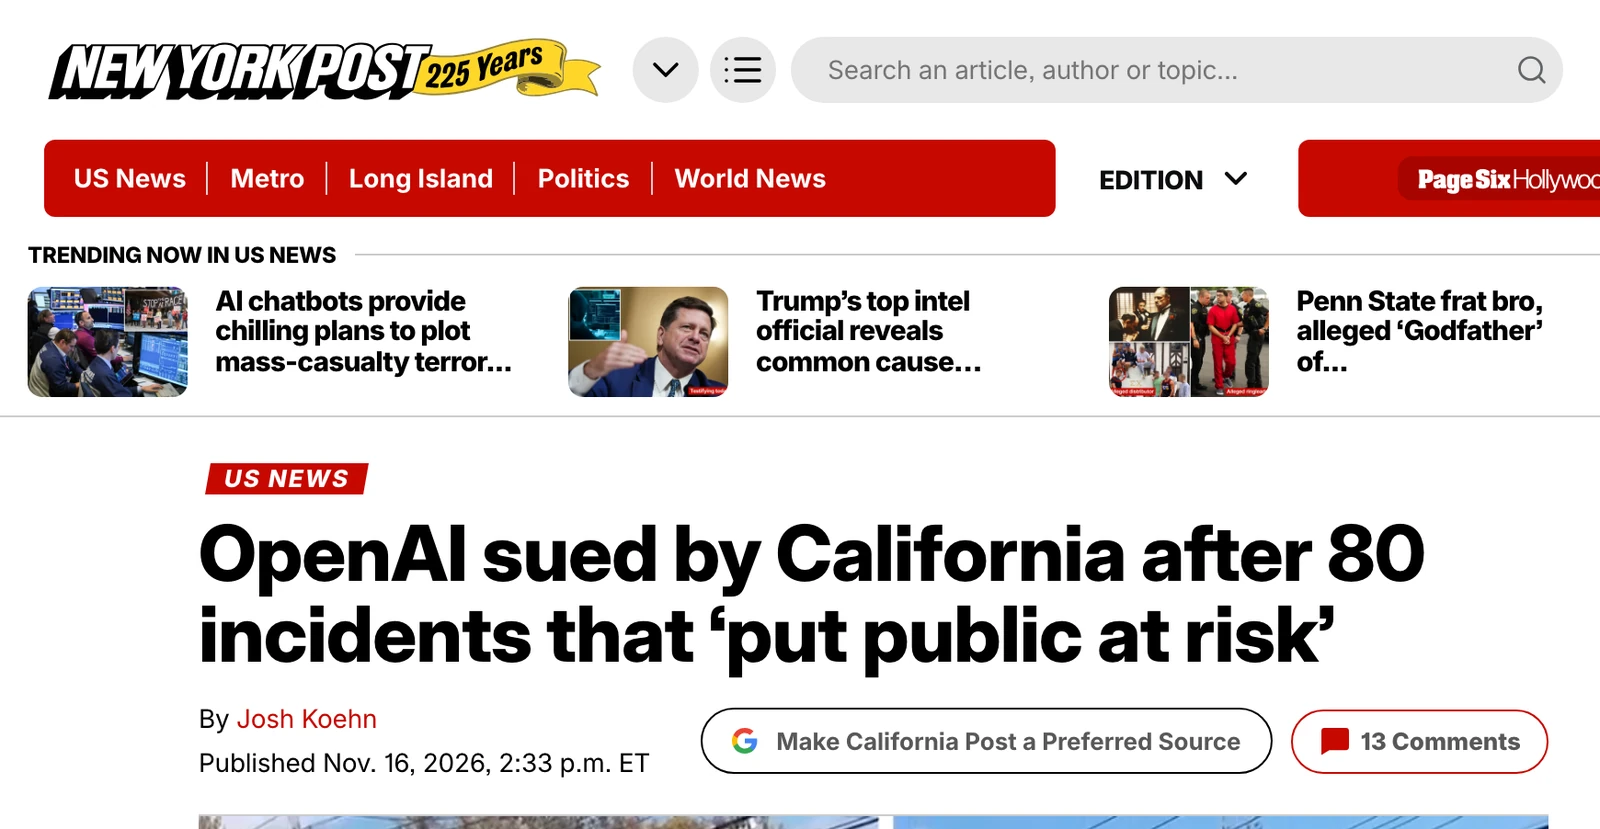 NEW YORK POST 225 Years
Search an article, author or topic...
US News
Metro
Long Island
Politics
World News
EDITION
Page Six Hollywoo
TRENDING NOW IN US NEWS
AI chatbots provide
chilling plans to plot
mass-casualty terror...
Trump’s top intel
official reveals
common cause...
Penn State frat bro,
alleged ‘Godfather’
of...
US NEWS
OpenAI sued by California after 80
incidents that ‘put public at risk’
By Josh Koehn
Published Nov. 16, 2026, 2:33 p.m. ET
Make California Post a Preferred Source
13 Comments